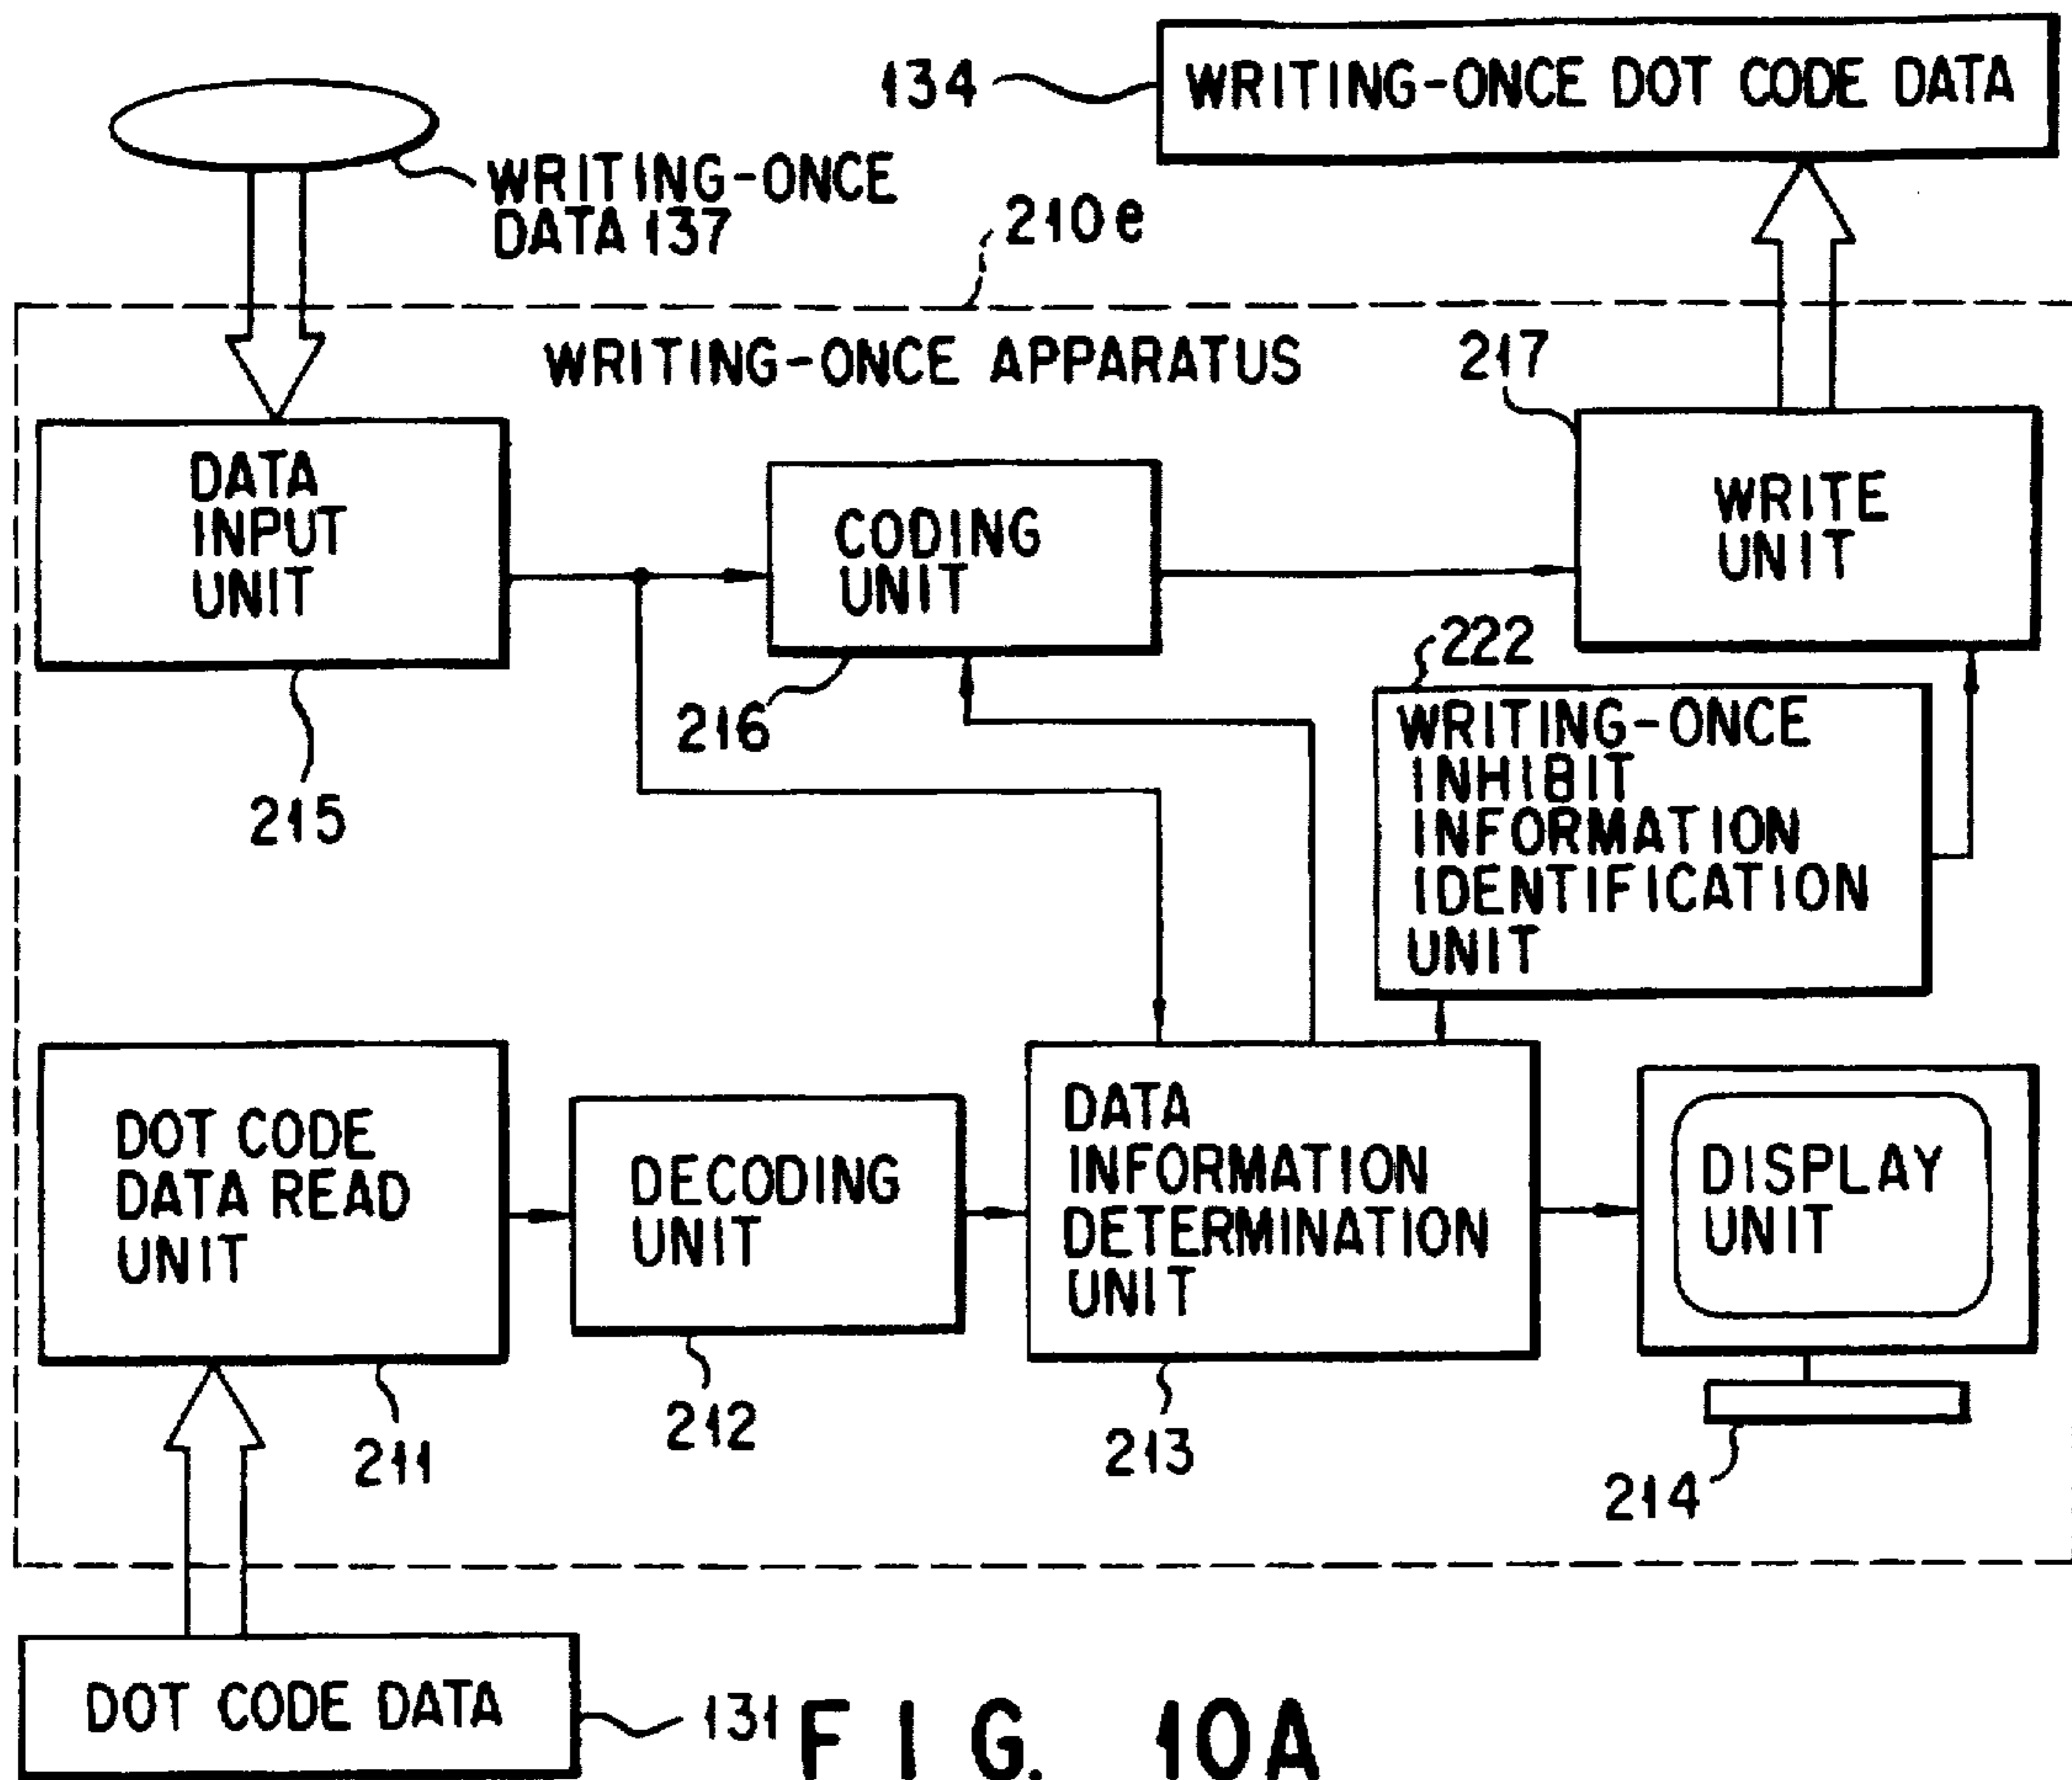 134
WRITING-ONCE DOT CODE DATA
WRITING-ONCE
DATA 137
210e
WRITING-ONCE APPARATUS
217
DATA
INPUT
UNIT
CODING
UNIT
WRITE
UNIT
222
216
215
WRITING-ONCE
INHIBIT
INFORMATION
IDENTIFICATION
UNIT
DOT CODE
DATA READ
UNIT
DECODING
UNIT
DATA
INFORMATION
DETERMINATION
UNIT
DISPLAY
UNIT
211
212
213
214
DOT CODE DATA
131
FIG. 10A